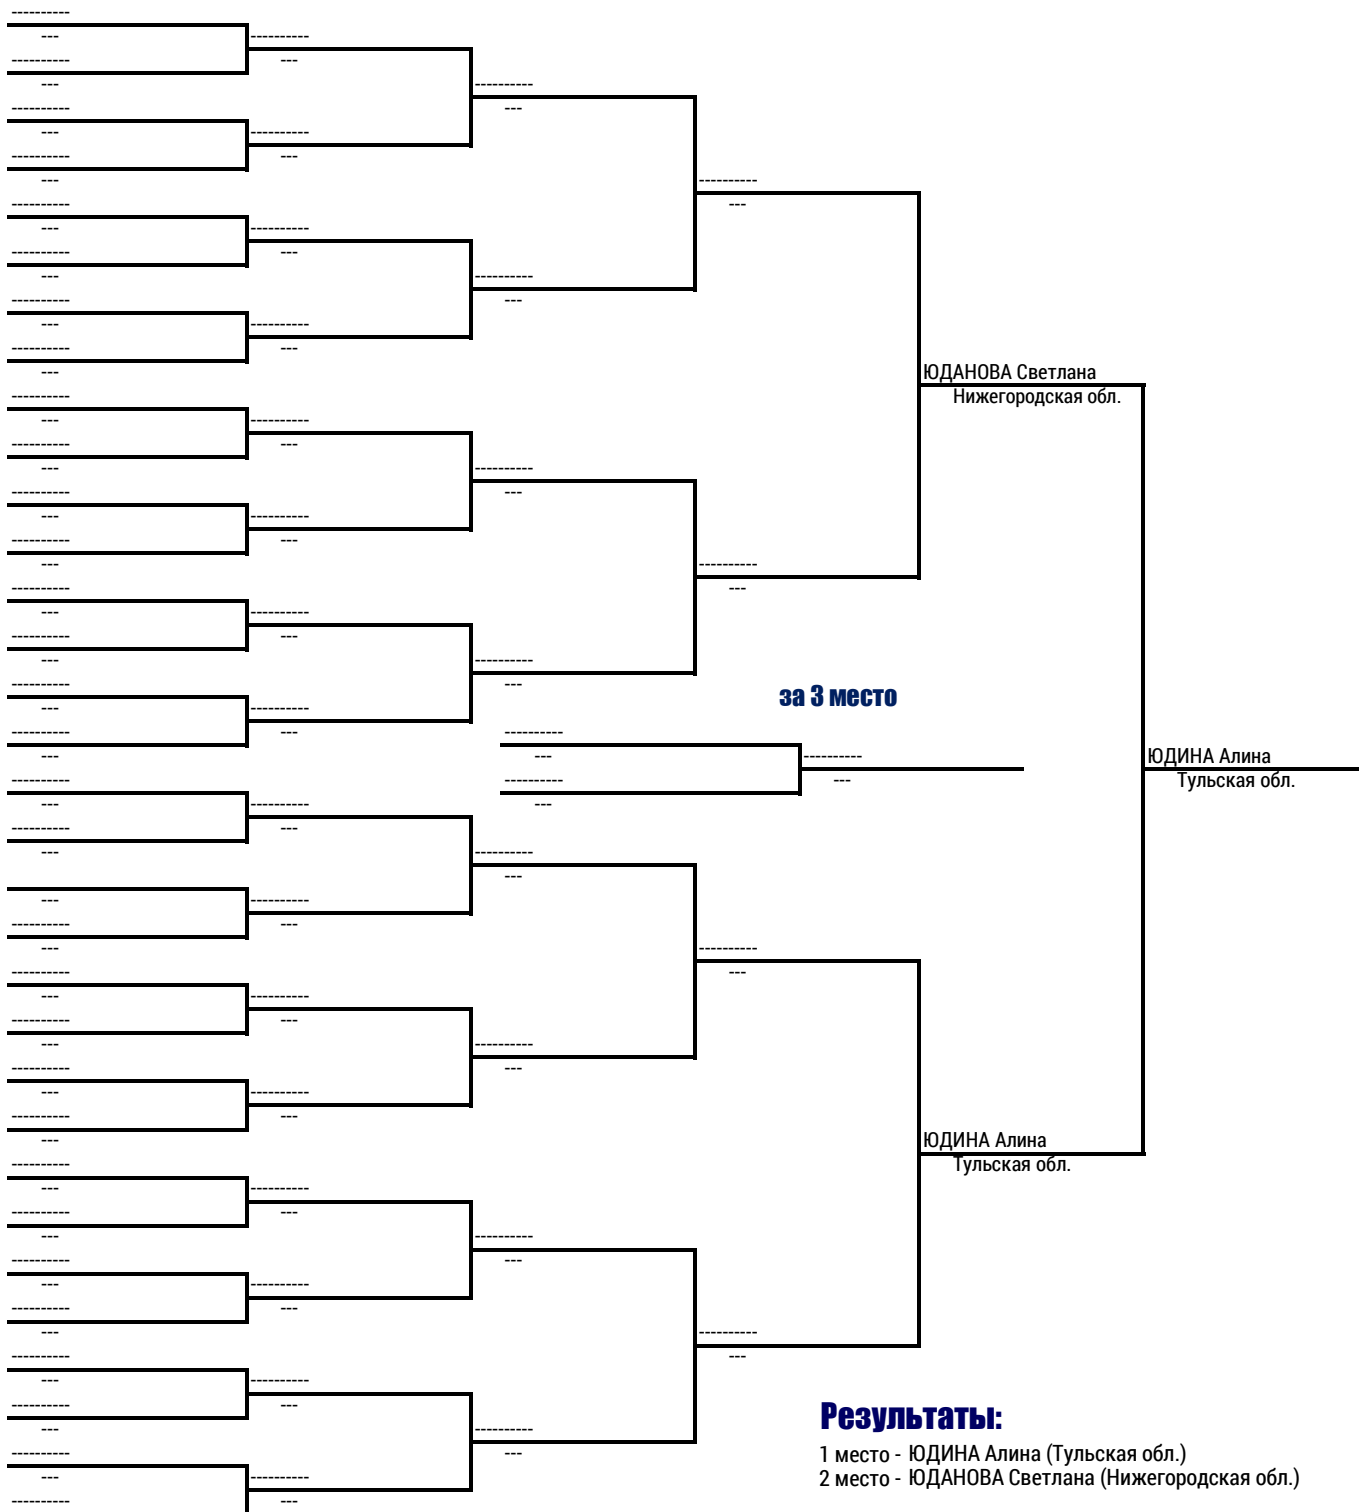 ЮДАНОВА Светлана
Нижегородская обл.
за 3 место
ЮДИНА Алина
Тульская обл.
ЮДИНА Алина
Тульская обл.
Результаты:
1 место - ЮДИНА Алина (Тульская обл.)
2 место - ЮДАНОВА Светлана (Нижегородская обл.)